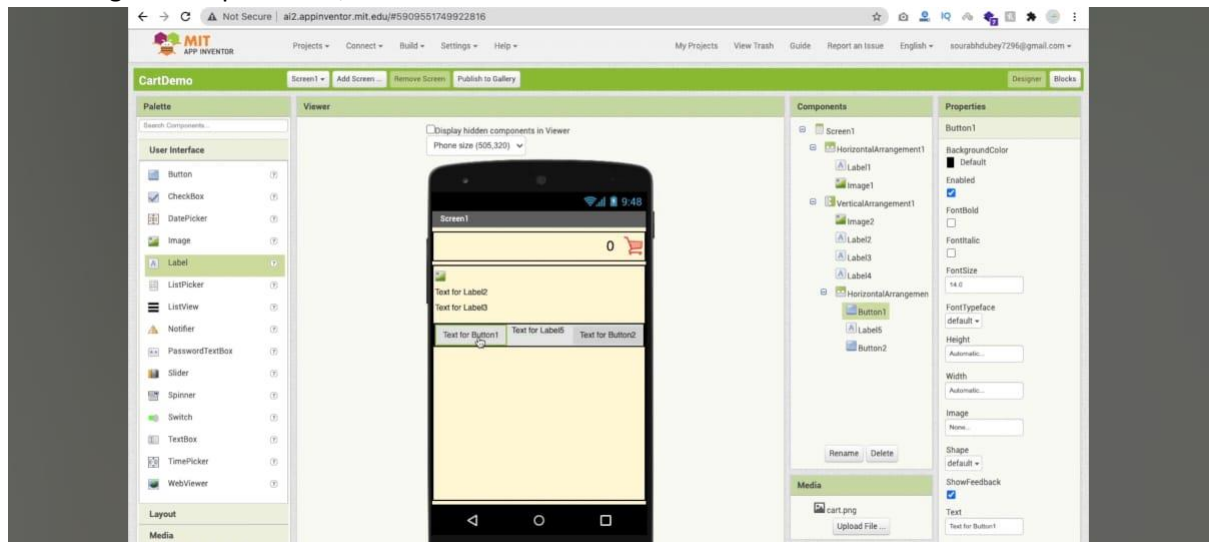 Not Secure | ai2.appinventor.mit.edu/#5909551749922816
MIT
APP INVENTOR
Projects
Connect
Build
Settings
Help
My Projects
View Trash
Guide
Report an Issue
English
sourabhdubey7296@gmail.com
CartDemo
Screen1
Add Screen ...
Remove Screen
Publish to Gallery
Designer
Blocks
Palette
Search Components...
User Interface
Button
CheckBox
DatePicker
Image
Label
ListPicker
ListView
Notifier
PasswordTextBox
Slider
Spinner
Switch
TextBox
TimePicker
WebViewer
Layout
Media
Viewer
Display hidden components in Viewer
Phone size (505,320)
9:48
Screen1
0
Text for Label2
Text for Label3
Text for Button1
Text for Label5
Text for Button2
Components
Screen1
HorizontalArrangement1
Label1
Image1
VerticalArrangement1
Image2
Label2
Label3
Label4
HorizontalArrangemen
Button1
Label5
Button2
Rename
Delete
Media
cart.png
Upload File ...
Properties
Button1
BackgroundColor
Default
Enabled
FontBold
FontItalic
FontSize
14.0
FontTypeface
default
Height
Automatic...
Width
Automatic...
Image
None...
Shape
default
ShowFeedback
Text
Text for Button1